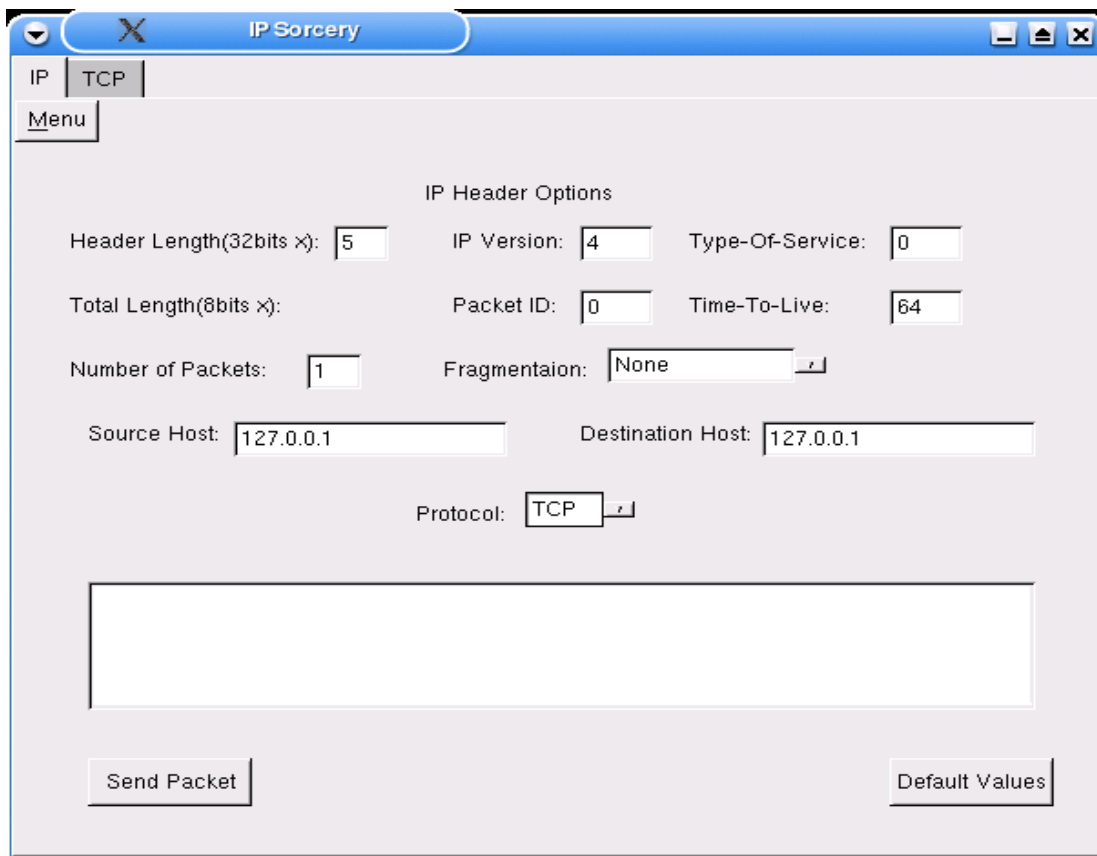 IP Sorcery
IP TCP
Menu
IP Header Options
Header Length(32bits x): 5 IP Version: 4 Type-Of-Service: 0
Total Length(8bits x): Packet ID: 0 Time-To-Live: 64
Number of Packets: 1 Fragmentaion: None
Source Host: 127.0.0.1 Destination Host: 127.0.0.1
Protocol: TCP
Send Packet Default Values